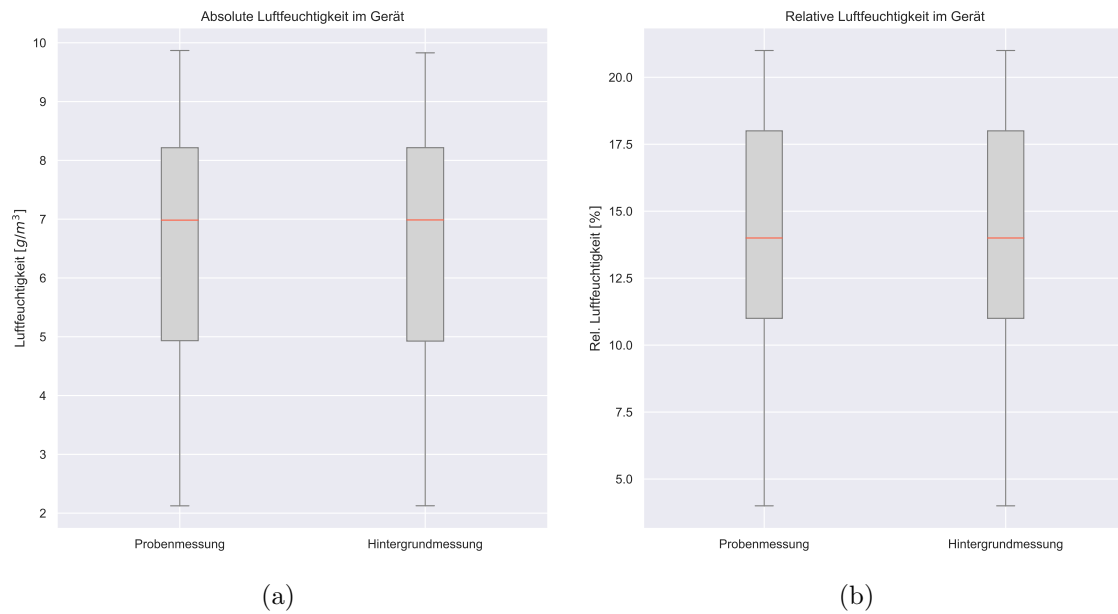 Absolute Luftfeuchtigkeit im Gerät
10
9
8
7
6
5
4
3
2
Luftfeuchtigkeit [g/m³]
Probenmessung Hintergrundmessung
(a)
Relative Luftfeuchtigkeit im Gerät
20.0
17.5
15.0
12.5
10.0
7.5
5.0
Rel. Luftfeuchtigkeit [%]
Probenmessung Hintergrundmessung
(b)